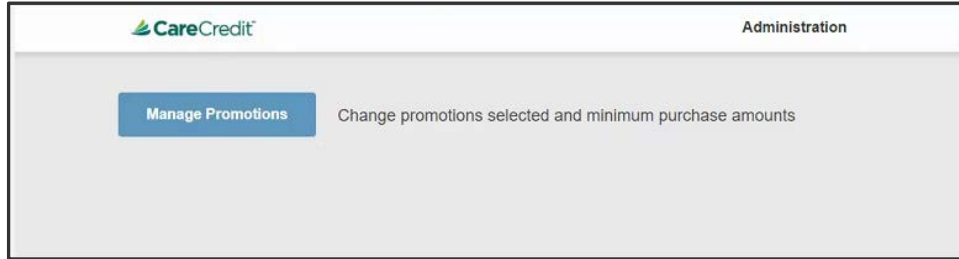 CareCredit
Administration
Manage Promotions
Change promotions selected and minimum purchase amounts